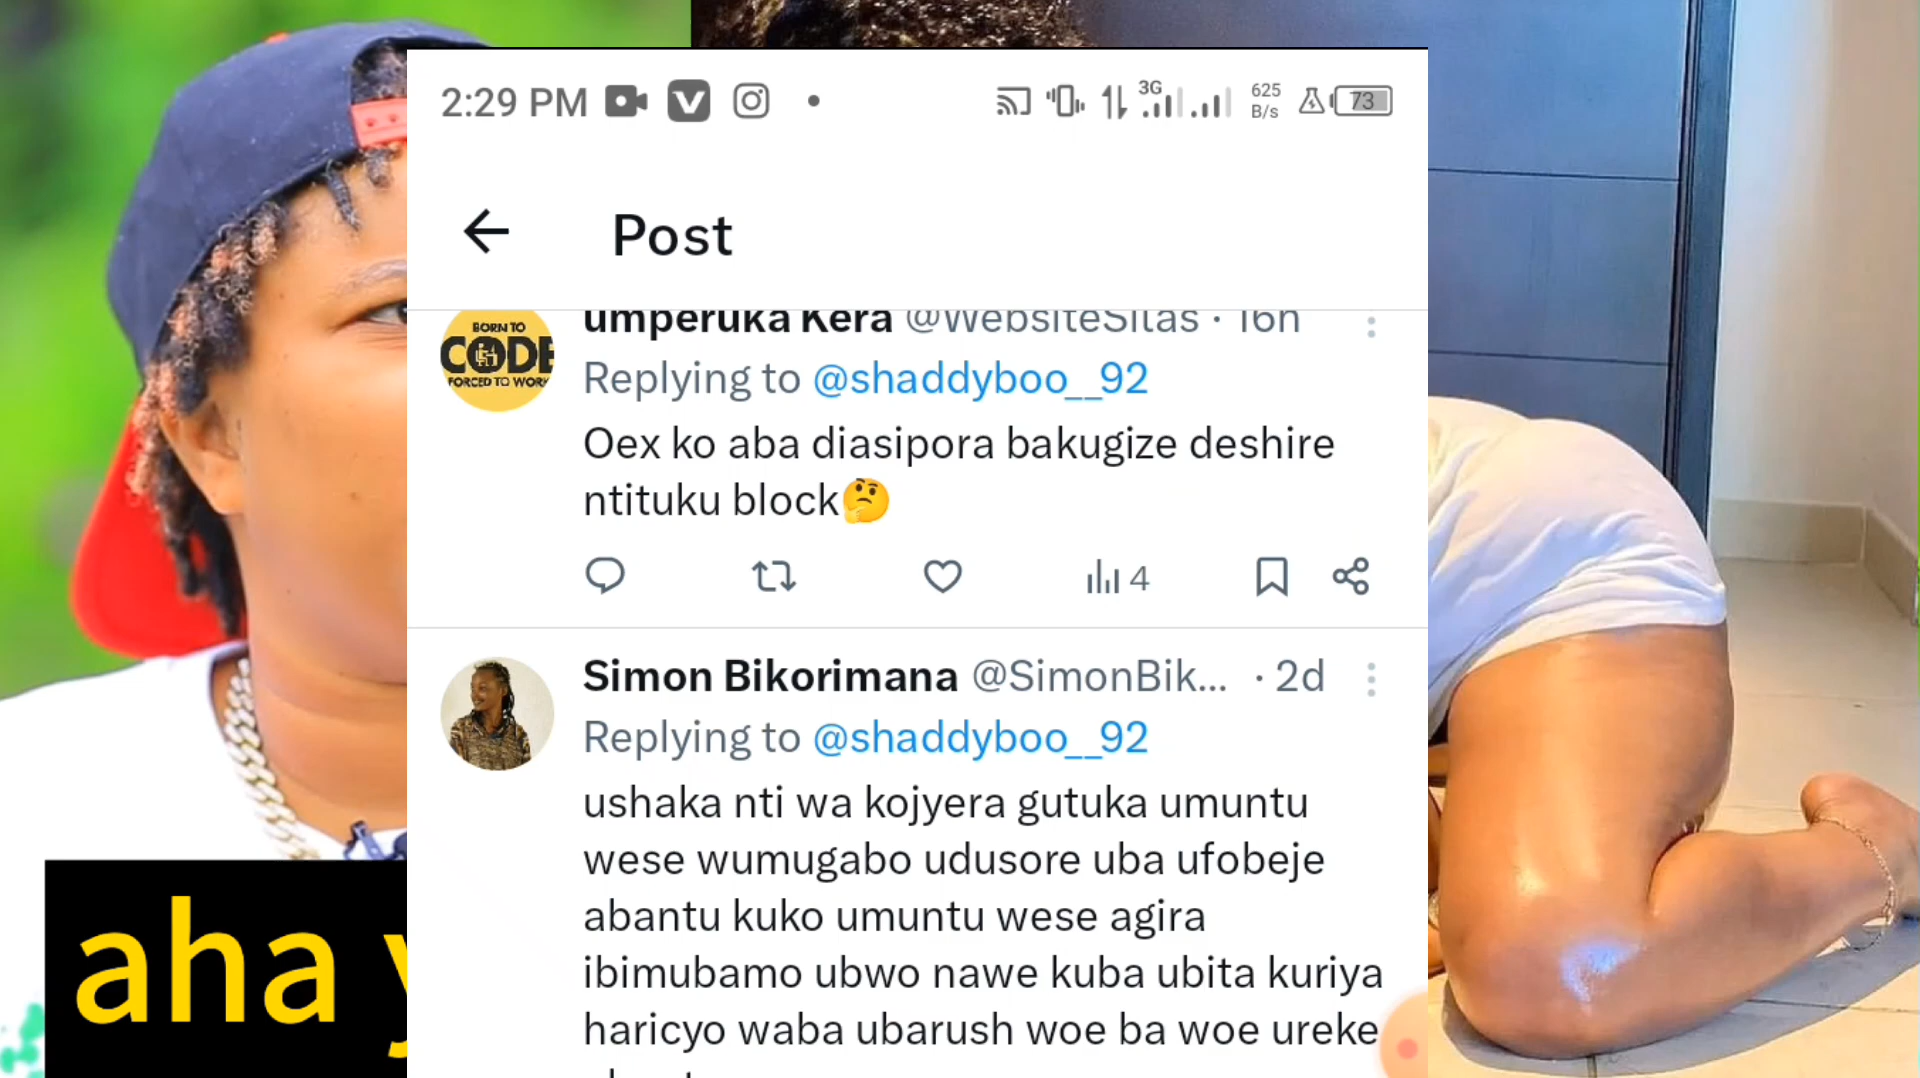 2:29 PM
3G
625
B/s
73
Post
umperuka Kera @WebsiteSitas · 16h
BORN TO
CODE
FORCED TO WORK
Replying to @shaddyboo__92
Oex ko aba diasipora bakugize deshire
ntituku block🤔
4
Simon Bikorimana @SimonBik... · 2d
Replying to @shaddyboo__92
ushaka nti wa kojyera gutuka umuntu
wese wumugabo udusore uba ufobeje
abantu kuko umuntu wese agira
ibimubamo ubwo nawe kuba ubita kuriya
haricyo waba ubarush woe ba woe ureke
aha